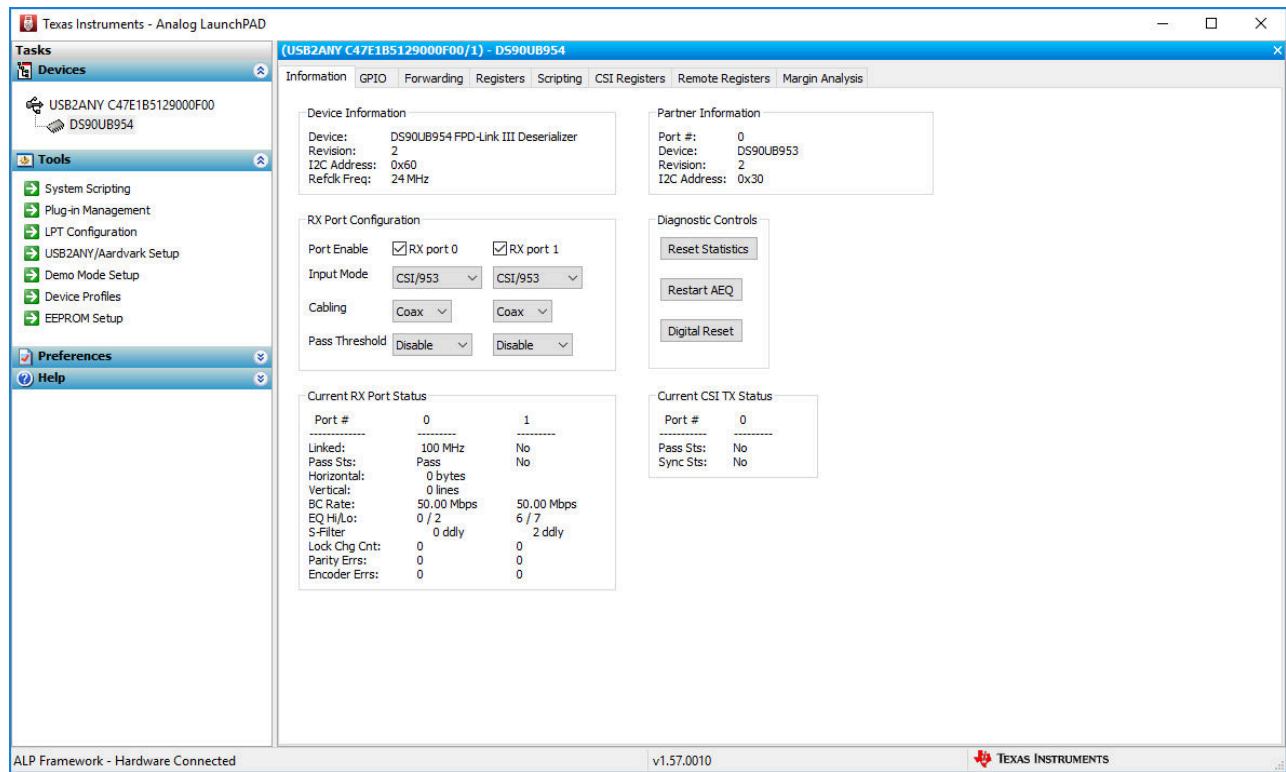 Texas Instruments - Analog LaunchPAD
Tasks
Devices
USB2ANY C47E1B5129000F00
DS90UB954
Tools
System Scripting
Plug-in Management
LPT Configuration
USB2ANY/Aardvark Setup
Demo Mode Setup
Device Profiles
EEPROM Setup
Preferences
Help
(USB2ANY C47E1B5129000F00/1) - DS90UB954
Information GPIO Forwarding Registers Scripting CSI Registers Remote Registers Margin Analysis
Device Information
Device: DS90UB954 FPD-Link III Deserializer
Revision: 2
I2C Address: 0x60
Refclk Freq: 24 MHz
Partner Information
Port #: 0
Device: DS90UB953
Revision: 2
I2C Address: 0x30
RX Port Configuration
Port Enable RX port 0 RX port 1
Input Mode CSI/953 CSI/953
Cabling Coax Coax
Pass Threshold Disable Disable
Diagnostic Controls
Reset Statistics
Restart AEQ
Digital Reset
Current RX Port Status
Port # 0 1
------------- --------- ---------
Linked: 100 MHz No
Pass Sts: Pass No
Horizontal: 0 bytes
Vertical: 0 lines
BC Rate: 50.00 Mbps 50.00 Mbps
EQ Hi/Lo: 0 / 2 6 / 7
S-Filter 0 ddly 2 ddly
Lock Chg Cnt: 0 0
Parity Errs: 0 0
Encoder Errs: 0 0
Current CSI TX Status
Port # 0
----------- ---------
Pass Sts: No
Sync Sts: No
ALP Framework - Hardware Connected
v1.57.0010
TEXAS INSTRUMENTS